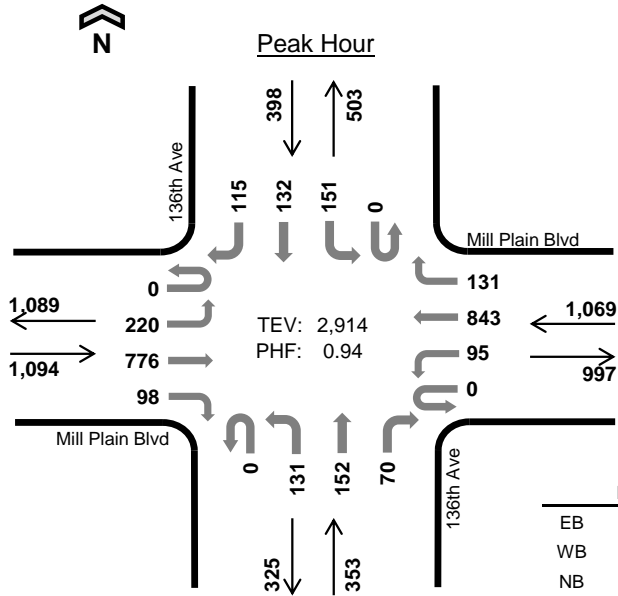 N
Peak Hour
398
503
136th Ave
115
132
151
0
Mill Plain Blvd
0
220
776
98
1,089
1,094
TEV: 2,914
PHF: 0.94
131
843
95
0
1,069
997
Mill Plain Blvd
0
131
152
70
136th Ave
325
353
EB
WB
NB